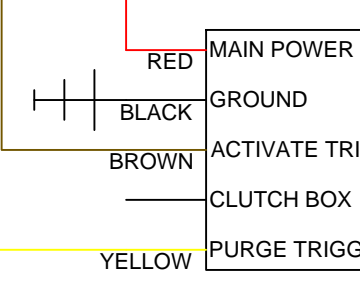 RED MAIN POWER
BLACK GROUND
BROWN ACTIVATE TRI
CLUTCH BOX
YELLOW PURGE TRIGG